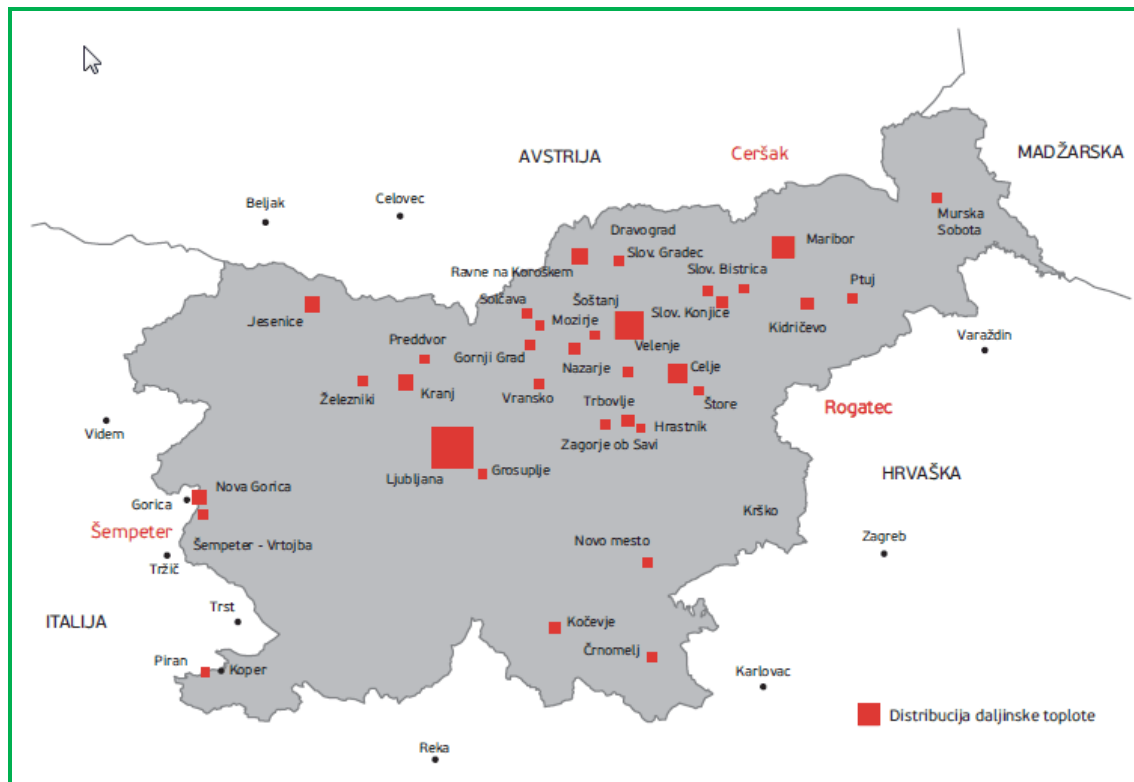 AVSTRIJA
Ceršak
MADŽARSKA
Beljak
Celovec
Murska
Sobota
Dravograd
Maribor
Slov. Gradec
Ravne na Koroškem
Slov. Bistrica
Ptuj
Solčava
Šoštanj
Slov. Konjice
Jesenice
Mozirje
Kidričevo
Preddvor
Gornji Grad
Velenje
Varaždin
Nazarje
Celje
Železniki
Kranj
Vransko
Trbovlje
Štore
Rogatec
Videm
Hrastnik
Zagorje ob Savi
Ljubljana
Grosuplje
HRVAŠKA
Nova Gorica
Gorica
Krško
Šempeter
Šempeter - Vrtojba
Novo mesto
Zagreb
Tržič
Trst
ITALIJA
Kočevje
Črnomelj
Piran
Koper
Karlovac
Distribucija daljinske toplote
Reka